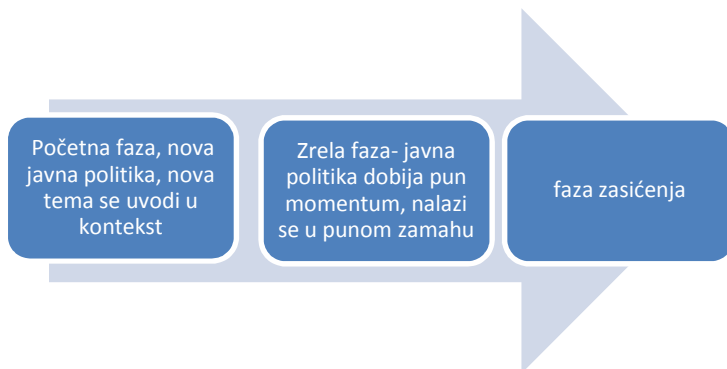 Početna faza, nova
javna politika, nova
tema se uvodi u
kontekst
Zrela faza- javna
politika dobija pun
momentum, nalazi
se u punom zamahu
faza zasićenja